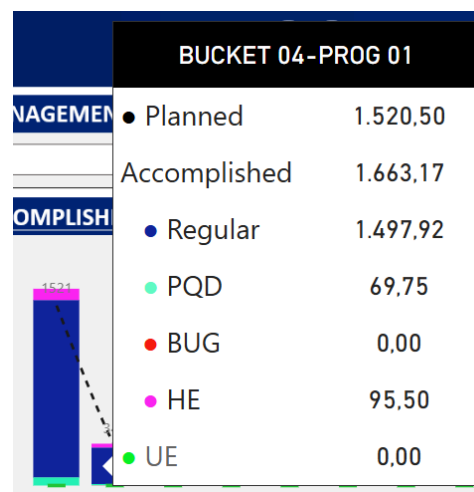 BUCKET 04-PROG 01
NAGEMEN
Planned 1.520,50
Accomplished 1.663,17
OMPLISH
Regular 1.497,92
PQD 69,75
1521
BUG 0,00
HE 95,50
UE 0,00